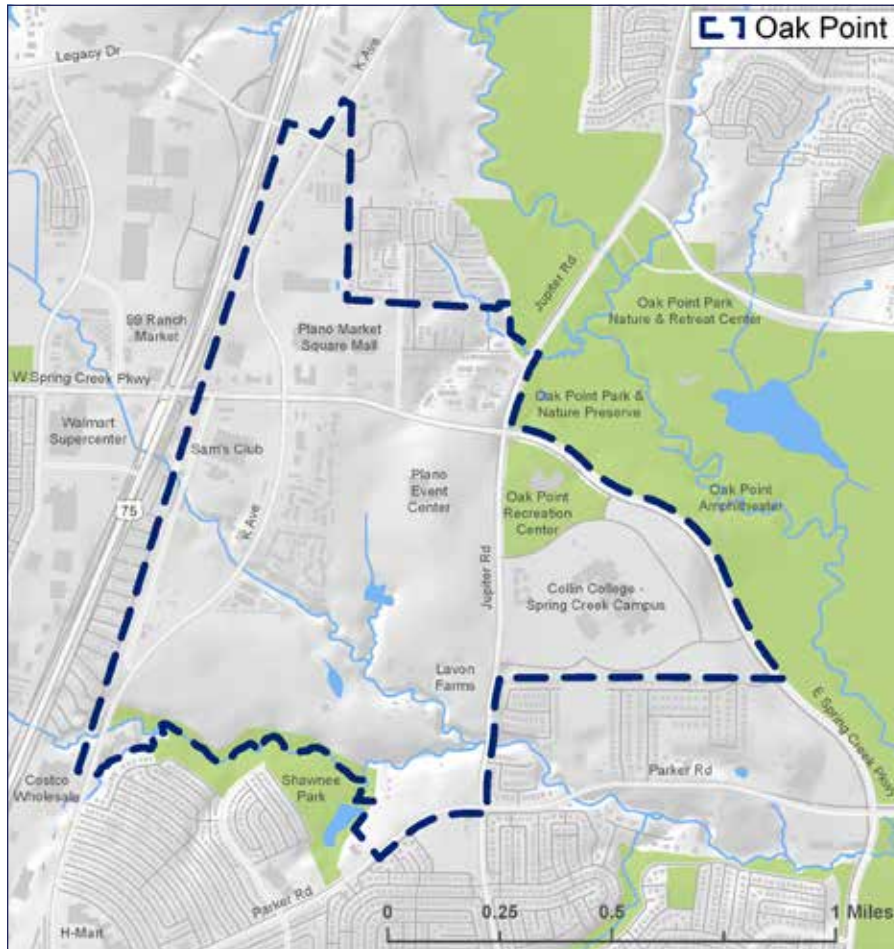 Oak Point
Legacy Dr
K Ave
Jupiter Rd
Oak Point Park
Nature & Retreat Center
99 Ranch
Market
Plano Market
Square Mall
W Spring Creek Pkwy
Oak Point Park &
Nature Preserve
Walmart
Supercenter
Sam's Club
Plano
Event
Center
Oak Point
Recreation
Center
Oak Point
Amphitheater
75
K Ave
Jupiter Rd
Collin College -
Spring Creek Campus
Lavon
Farms
E Spring Creek Pkwy
Costco
Wholesale
Shawnee
Park
Parker Rd
Parker Rd
H-Mart
0 0.25 0.5 1 Miles